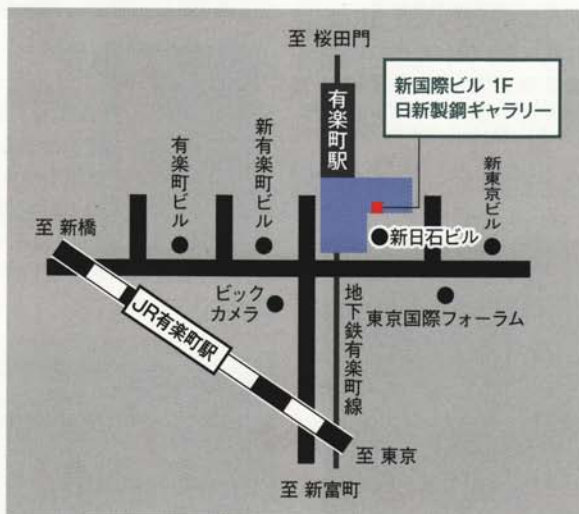 至 桜田門
新国際ビル 1F
日新製鋼ギャラリー
有楽町駅
有楽町ビル
新有楽町ビル
新東京ビル
至 新橋
新日石ビル
ビック
カメラ
JR有楽町駅
地下鉄有楽町線
東京国際フォーラム
至 東京
至 新富町